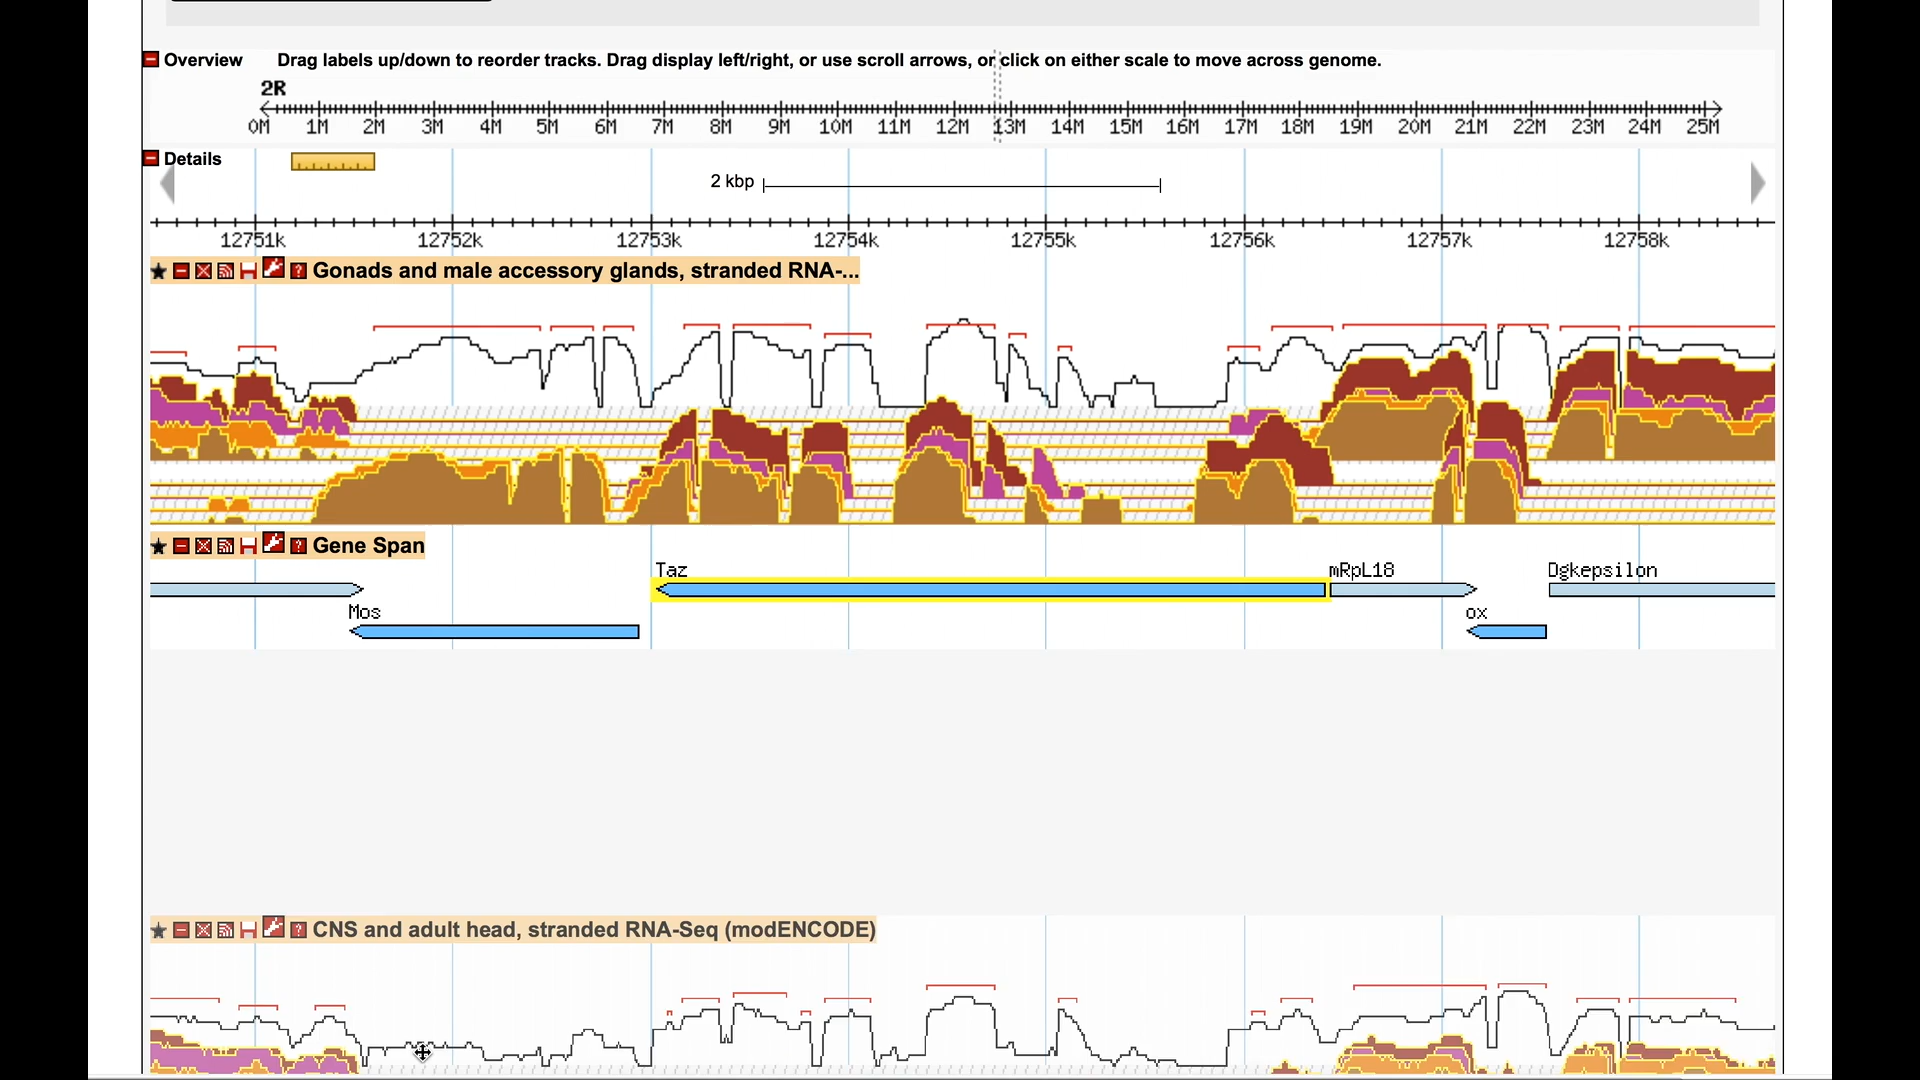 Overview Drag labels up/down to reorder tracks. Drag display left/right, or use scroll arrows, or click on either scale to move across genome.
2R
0M 1M 2M 3M 4M 5M 6M 7M 8M 9M 10M 11M 12M 13M 14M 15M 16M 17M 18M 19M 20M 21M 22M 23M 24M 25M
Details
2 kbp
12751k 12752k 12753k 12754k 12755k 12756k 12757k 12758k
Gonads and male accessory glands, stranded RNA-...
Gene Span
Taz mRpL18 Dgkepsilon
Mos ox
CNS and adult head, stranded RNA-Seq (modENCODE)